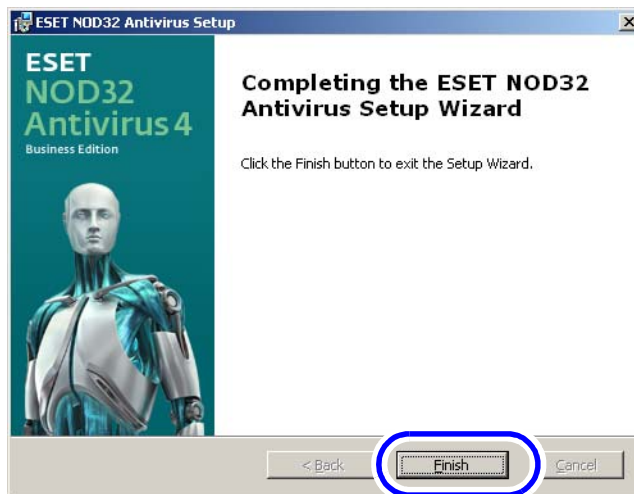 ESET NOD32 Antivirus Setup
ESET
NOD32
Antivirus 4
Business Edition
Completing the ESET NOD32
Antivirus Setup Wizard
Click the Finish button to exit the Setup Wizard.
< Back
Finish
Cancel